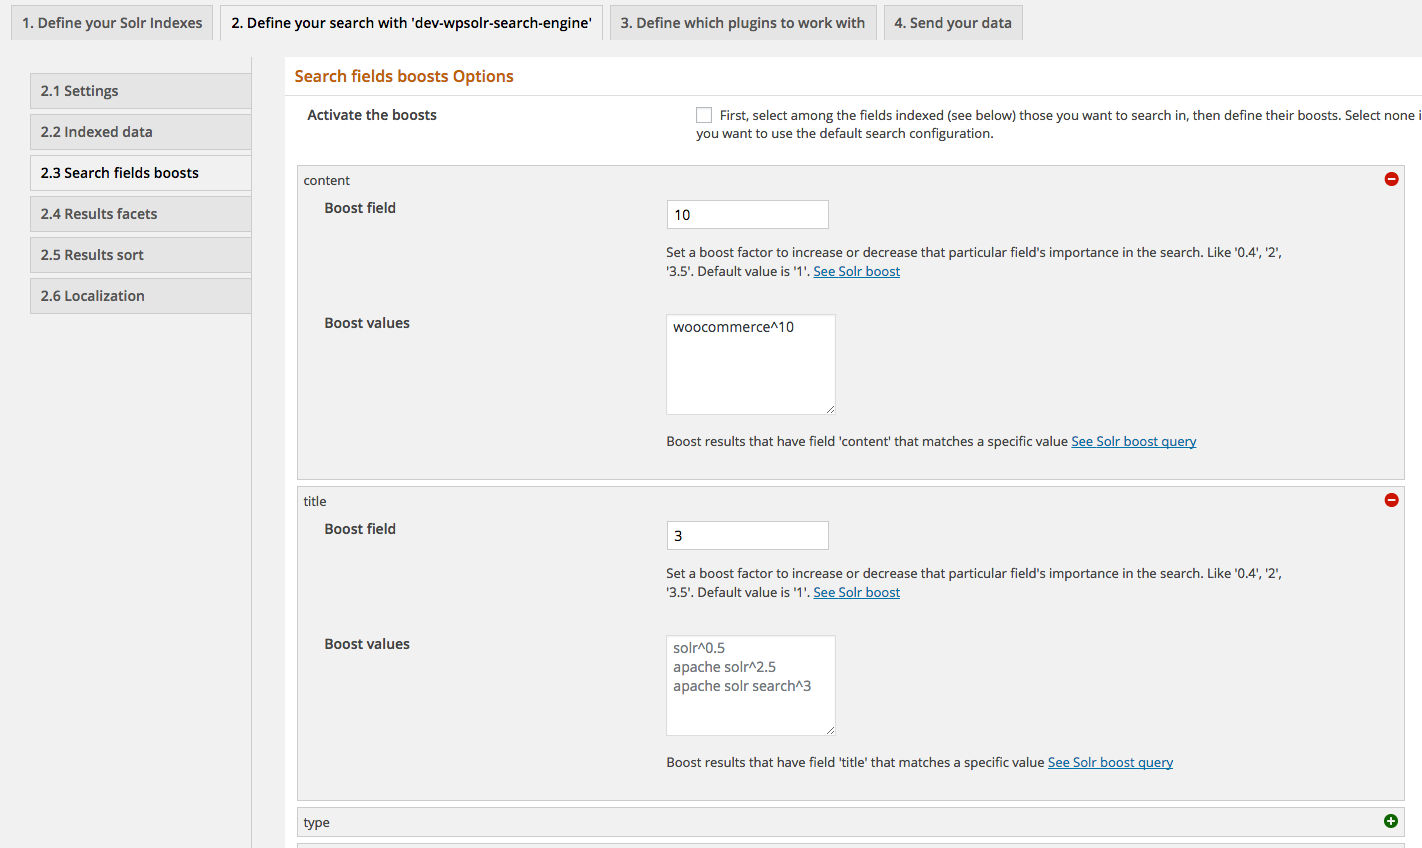 1. Define your Solr Indexes
2. Define your search with 'dev-wpsolr-search-engine'
3. Define which plugins to work with
4. Send your data
2.1 Settings
2.2 Indexed data
2.3 Search fields boosts
2.4 Results facets
2.5 Results sort
2.6 Localization
Search fields boosts Options
Activate the boosts
First, select among the fields indexed (see below) those you want to search in, then define their boosts. Select none
you want to use the default search configuration.
content
Boost field
10
Set a boost factor to increase or decrease that particular field's importance in the search. Like '0.4', '2',
'3.5'. Default value is '1'. See Solr boost
Boost values
woocommerce^10
Boost results that have field 'content' that matches a specific value See Solr boost query
title
Boost field
3
Set a boost factor to increase or decrease that particular field's importance in the search. Like '0.4', '2',
'3.5'. Default value is '1'. See Solr boost
Boost values
solr^0.5
apache solr^2.5
apache solr search^3
Boost results that have field 'title' that matches a specific value See Solr boost query
type